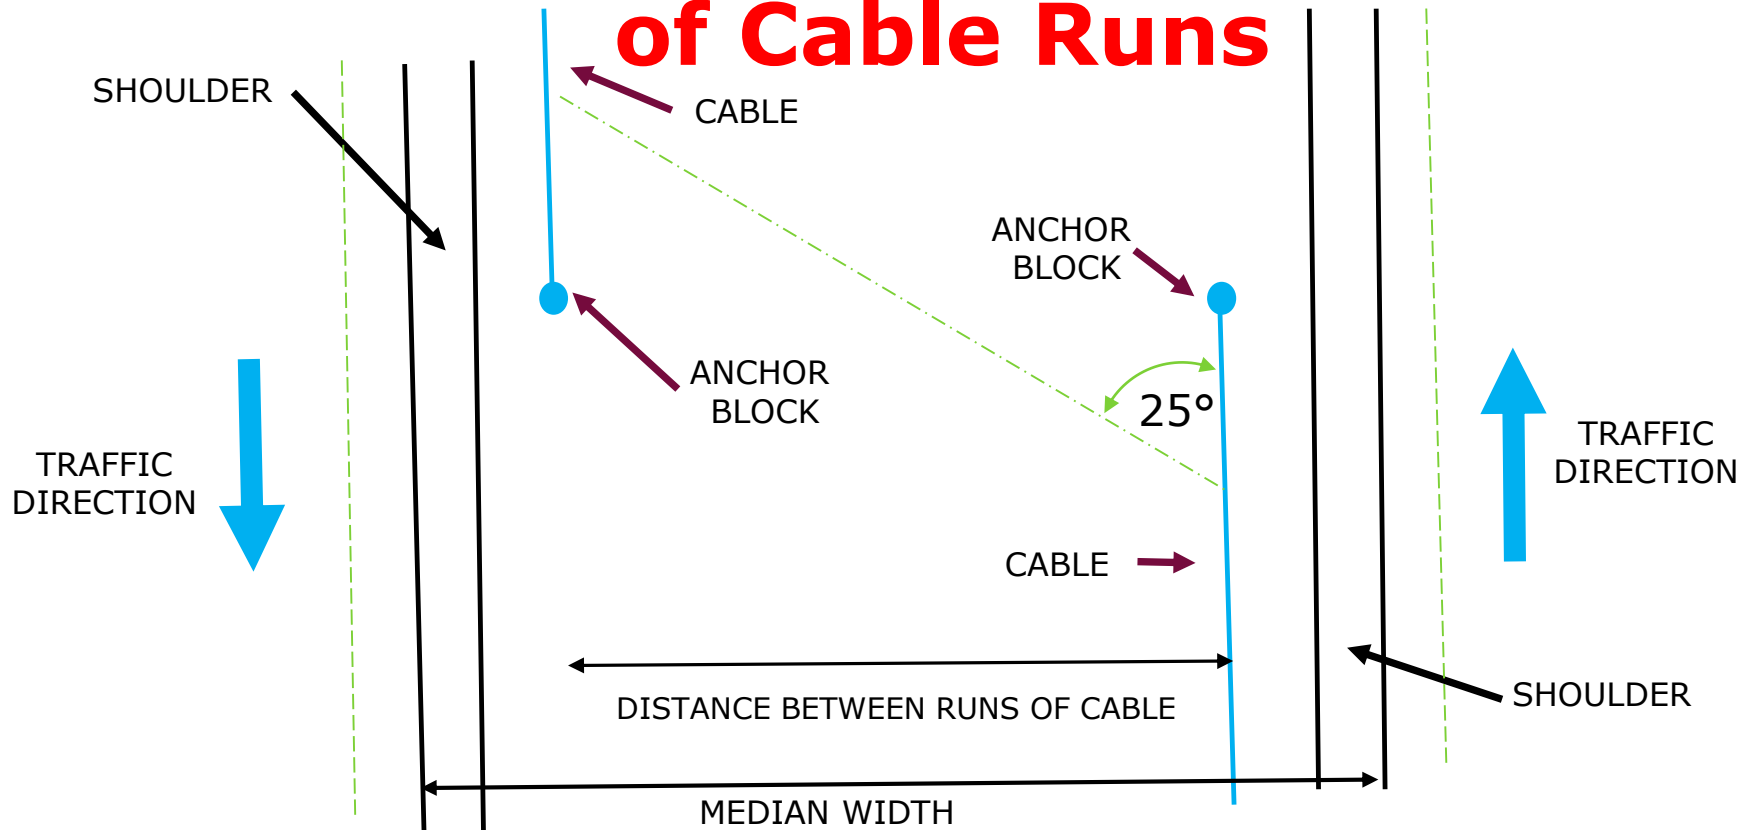 of Cable Runs
SHOULDER
CABLE
ANCHOR
BLOCK
ANCHOR
BLOCK
25°
TRAFFIC
DIRECTION
TRAFFIC
DIRECTION
CABLE
DISTANCE BETWEEN RUNS OF CABLE
SHOULDER
MEDIAN WIDTH